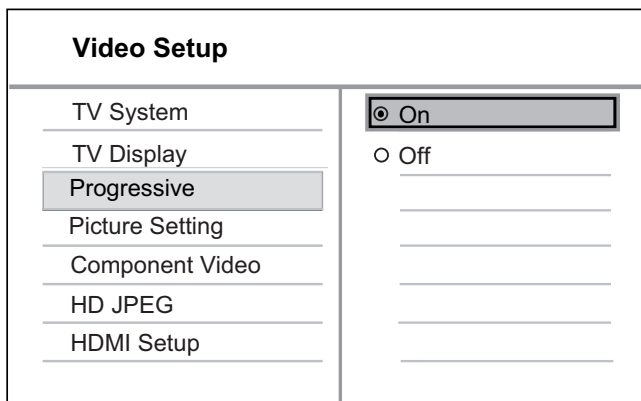 Video Setup
TV System
TV Display
Progressive
Picture Setting
Component Video
HD JPEG
HDMI Setup
On
Off